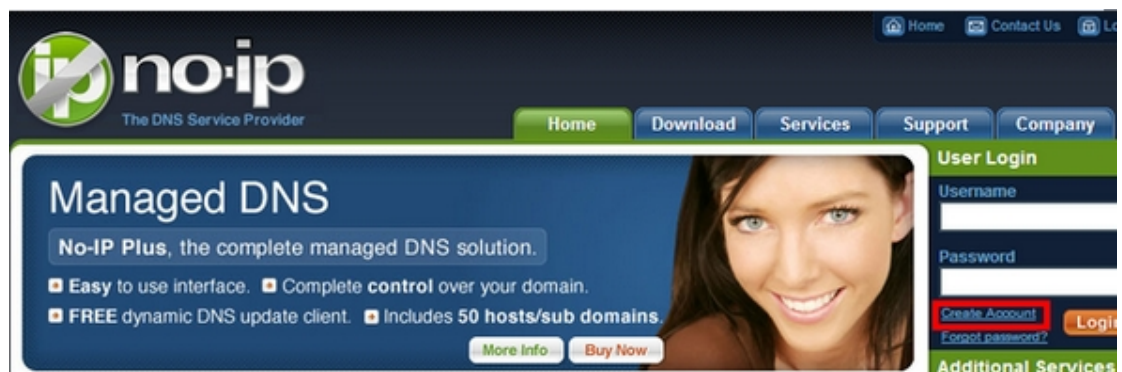 Home Contact Us
ip no·ip
The DNS Service Provider
Home Download Services Support Company
Managed DNS
No-IP Plus, the complete managed DNS solution.
Easy to use interface. Complete control over your domain.
FREE dynamic DNS update client. Includes 50 hosts/sub domains.
More Info Buy Now
User Login
Username
Password
Create Account
Login
Forgot password?
Additional Services